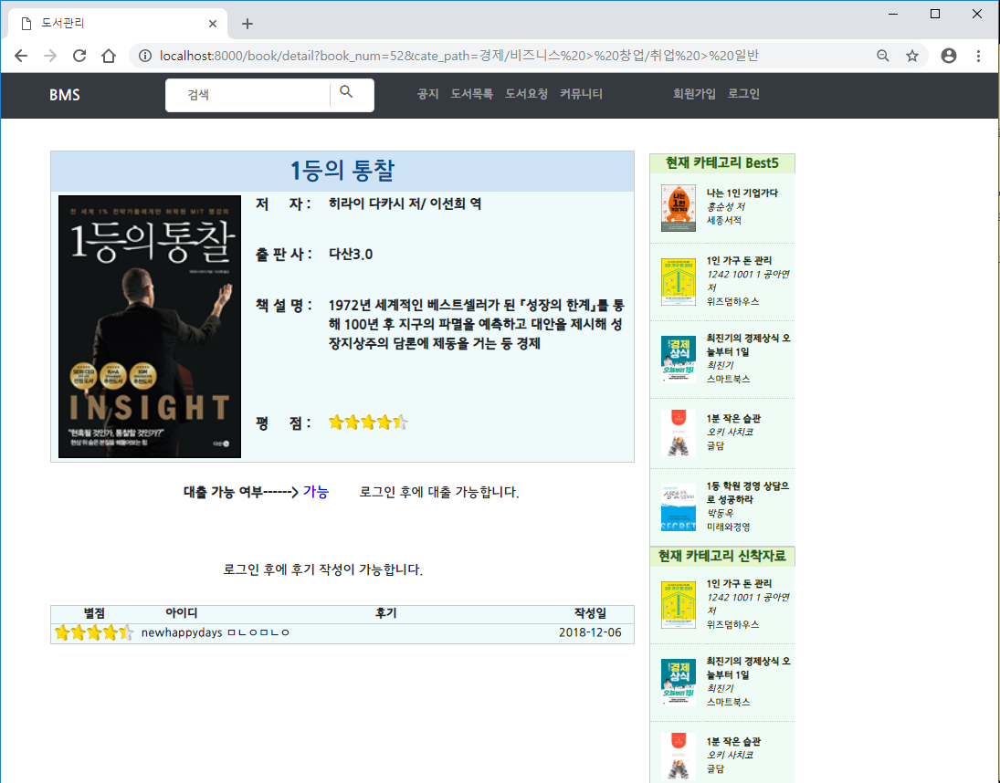 도서관리
localhost:8000/book/detail?book_num=52&cate_path=경제/비즈니스%20>%20창업/취업%20>%20일반
BMS 검색 공지 도서목록 도서요청 커뮤니티 회원가입 로그인
1등의 통찰
전 세계 1% 전략가들에게만 허락된 MIT 명강의
1등의 통찰
INSIGHT
"현혹될 것인가, 통찰할 것인가?"
현상 뒤 숨은 본질을 꿰뚫어보는 힘
저 자 : 히라이 다카시 저/ 이선희 역
출 판 사 : 다산3.0
책 설 명 : 1972년 세계적인 베스트셀러가 된 『성장의 한계』를 통
해 100년 후 지구의 파멸을 예측하고 대안을 제시해 성
장지상주의 담론에 제동을 거는 등 경제
평 점 :
대출 가능 여부------> 가능 로그인 후에 대출 가능합니다.
로그인 후에 후기 작성이 가능합니다.
별점 아이디 후기 작성일
newhappydays ㅁㄴㅇㅁㄴㅇ 2018-12-06
현재 카테고리 Best5
나는 1인 기업가다
홍순성 저
세종서적
1인 가구 돈 관리
1242 1001 1 공아연
저
위즈덤하우스
최진기의 경제상식 오
늘부터 1일
최진기
스마트북스
1분 작은 습관
오키 사치코
글담
1등 학원 경영 상담으
로 성공하라
박동옥
미래와경영
현재 카테고리 신착자료
1인 가구 돈 관리
1242 1001 1 공아연
저
위즈덤하우스
최진기의 경제상식 오
늘부터 1일
최진기
스마트북스
1분 작은 습관
오키 사치코
글담